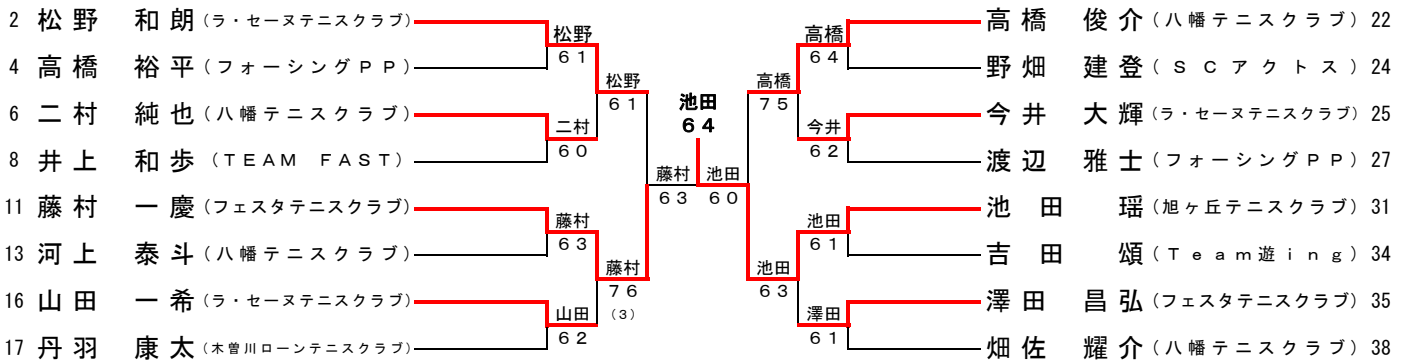 2 松野 和朗 (ラ・セーヌテニスクラブ)
4 高橋 裕平 (フォーシングPP)
6 二村 純也 (八幡テニスクラブ)
8 井上 和歩 (TEAM FAST)
11 藤村 一慶 (フェスタテニスクラブ)
13 河上 泰斗 (八幡テニスクラブ)
16 山田 一希 (ラ・セーヌテニスクラブ)
17 丹羽 康太 (木曽川ローンテニスクラブ)
松野
61
二村
60
藤村
63
山田
62
松野
61
藤村
76
(3)
藤村
63
池田
64
池田
60
高橋
75
池田
63
高橋
64
今井
62
池田
61
澤田
61
高橋 俊介 (八幡テニスクラブ) 22
野畑 建登 (SCアクトス) 24
今井 大輝 (ラ・セーヌテニスクラブ) 25
渡辺 雅士 (フォーシングPP) 27
池田 瑶 (旭ヶ丘テニスクラブ) 31
吉田 頌 (Team遊ing) 34
澤田 昌弘 (フェスタテニスクラブ) 35
畑佐 耀介 (八幡テニスクラブ) 38